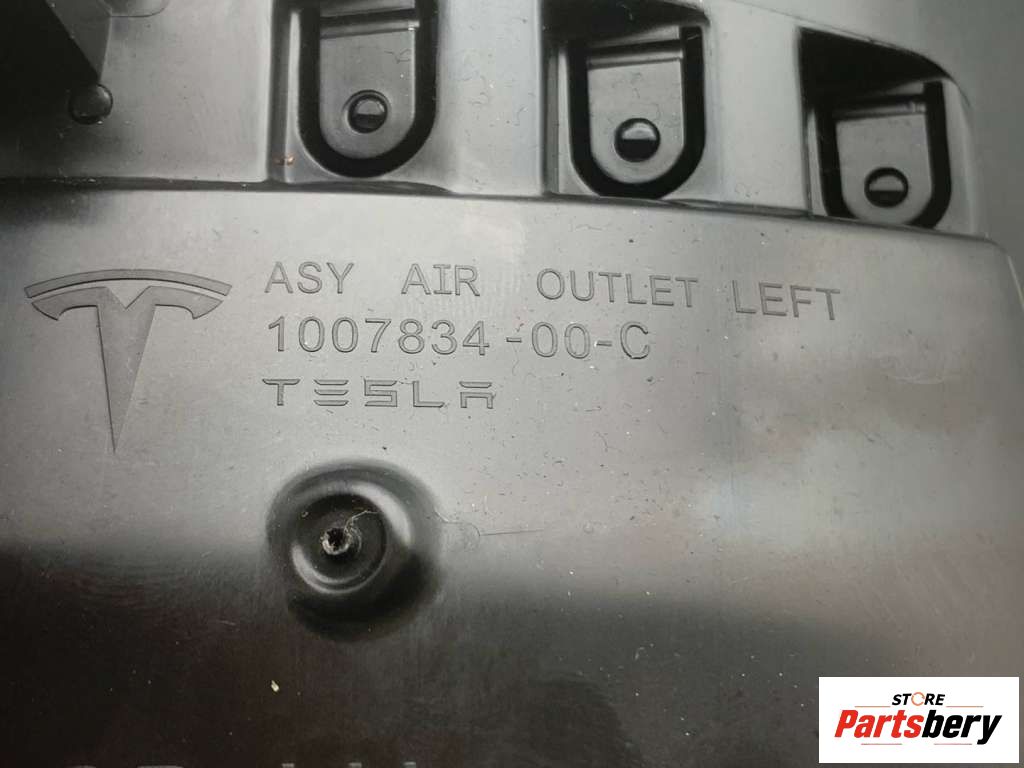 ASY AIR OUTLET LEFT
1007834-00-C
TESLA
STORE
Partsbery